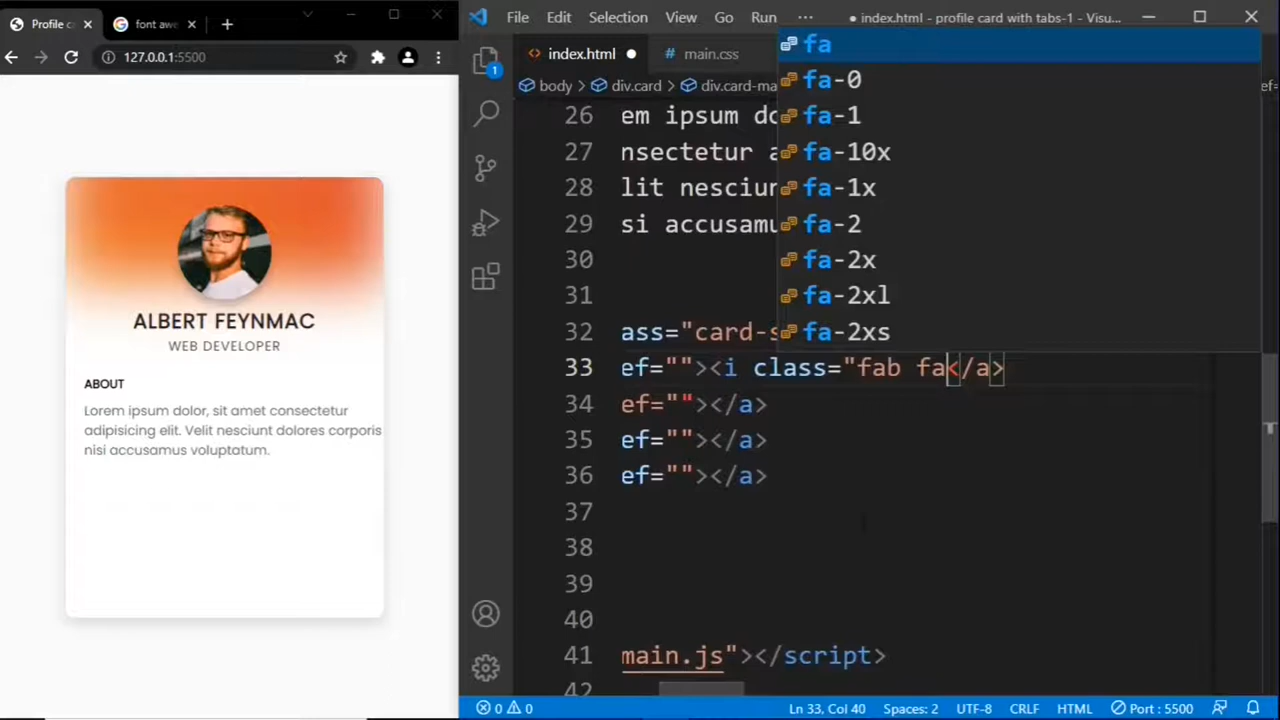 Profile c
font awe
127.0.0.1:5500
ALBERT FEYNMAC
WEB DEVELOPER
ABOUT
Lorem ipsum dolor, sit amet consectetur
adipisicing elit. Velit nesciunt dolores corporis
nisi accusamus voluptatum.
File Edit Selection View Go Run ··· ● index.html - profile card with tabs-1 - Visu...
<> index.html ●
# main.css
body > div.card > div.card-ma
ef=
1
fa
fa-0
fa-1
fa-10x
fa-1x
fa-2
fa-2x
fa-2xl
fa-2xs
26 em ipsum do
27 nsectetur a
28 lit nesciun
29 si accusamu
30
31
32 ass="card-s
33 ef=""><i class="fab fa</a>
34 ef=""></a>
35 ef=""></a>
36 ef=""></a>
37
38
39
40
41 main.js"></script>
42
0 0 Ln 33, Col 40 Spaces: 2 UTF-8 CRLF HTML Port : 5500